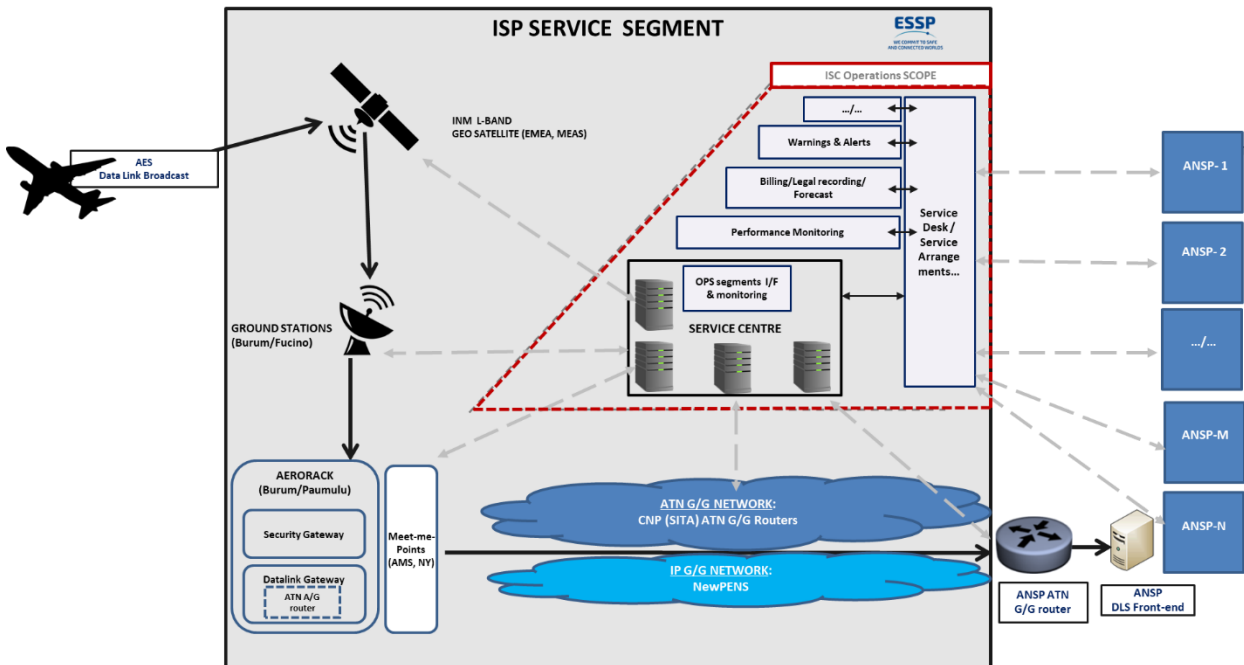 ISP SERVICE SEGMENT
ESSP
WE COMMIT TO SAFE
AND CONNECTED WORLDS
ISC Operations SCOPE
INM L-BAND
GEO SATELLITE (EMEA, MEAS)
.../...
Warnings & Alerts
Billing/Legal recording/
Forecast
Performance Monitoring
Service
Desk /
Service
Arrange
ments...
OPS segments I/F
& monitoring
SERVICE CENTRE
AES
Data Link Broadcast
GROUND STATIONS
(Burum/Fucino)
ANSP- 1
ANSP- 2
.../...
ANSP-M
ANSP-N
AERORACK
(Burum/Paumulu)
Security Gateway
Datalink Gateway
ATN A/G
router
Meet-me-
Points
(AMS, NY)
ATN G/G NETWORK:
CNP (SITA) ATN G/G Routers
IP G/G NETWORK:
NewPENS
ANSP ATN
G/G router
ANSP
DLS Front-end